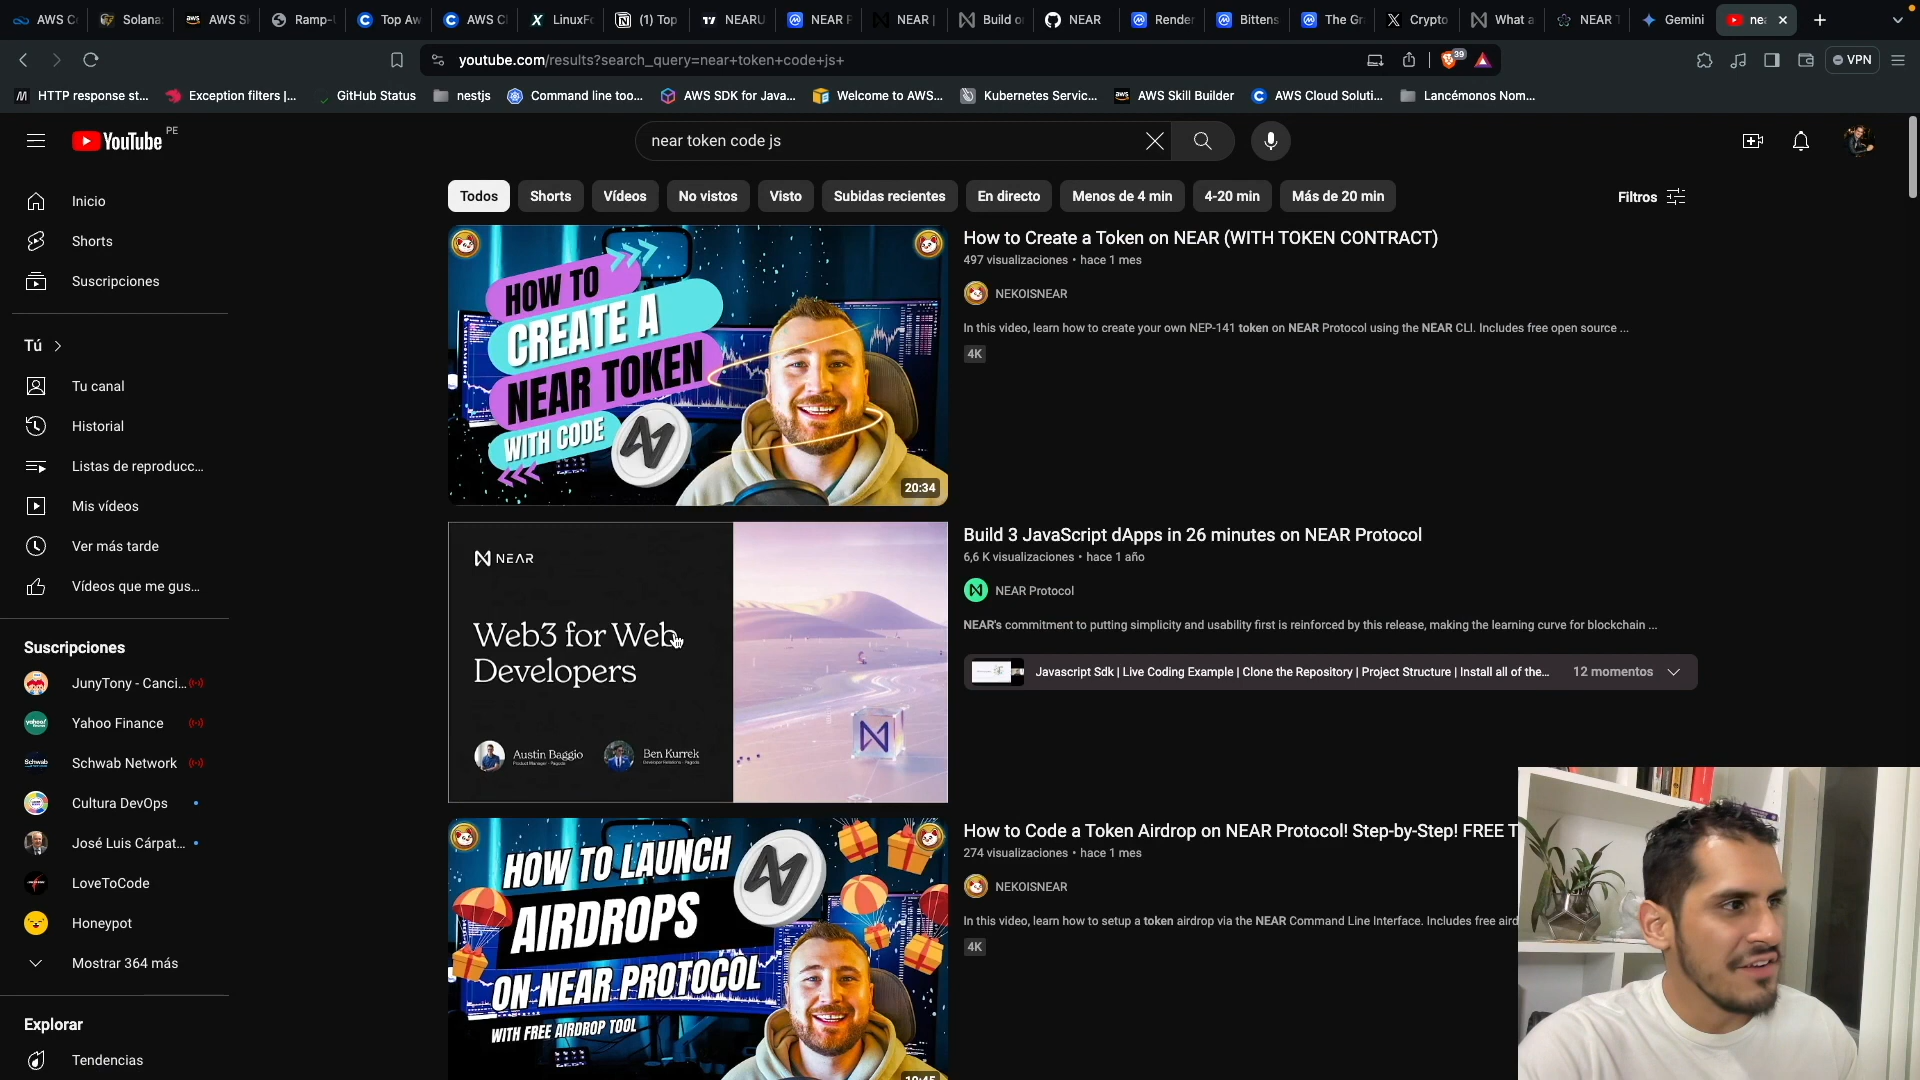 AWS C
Solana
AWS S
Ramp-
Top Aw
AWS C
LinuxF
(1) Top
NEARU
NEAR P
NEAR |
Build o
NEAR
Render
Bittens
The Gr
Crypto
What a
NEAR T
Gemini
ne
youtube.com/results?search_query=near+token+code+js+
39
VPN
HTTP response st...
Exception filters |...
GitHub Status
nestjs
Command line too...
AWS SDK for Java...
Welcome to AWS...
Kubernetes Servic...
AWS Skill Builder
AWS Cloud Soluti...
Lancémonos Nom...
YouTube PE
near token code js
Todos
Shorts
Vídeos
No vistos
Visto
Subidas recientes
En directo
Menos de 4 min
4-20 min
Más de 20 min
Filtros
Inicio
Shorts
Suscripciones
Tú
Tu canal
Historial
Listas de reproducc...
Mis vídeos
Ver más tarde
Vídeos que me gus...
Suscripciones
JunyTony - Canci...
Yahoo Finance
Schwab Network
Cultura DevOps
José Luis Cárpat...
LoveToCode
Honeypot
Mostrar 364 más
Explorar
Tendencias
HOW TO
CREATE A
NEAR TOKEN
WITH CODE
20:34
How to Create a Token on NEAR (WITH TOKEN CONTRACT)
497 visualizaciones • hace 1 mes
NEKOISNEAR
In this video, learn how to create your own NEP-141 token on NEAR Protocol using the NEAR CLI. Includes free open source ...
4K
NEAR
Web3 for Web
Developers
Austin Baggio
Product Manager - Pagoda
Ben Kurrek
Developer Relations - Pagoda
Build 3 JavaScript dApps in 26 minutes on NEAR Protocol
6,6 K visualizaciones • hace 1 año
NEAR Protocol
NEAR's commitment to putting simplicity and usability first is reinforced by this release, making the learning curve for blockchain ...
Javascript Sdk | Live Coding Example | Clone the Repository | Project Structure | Install all of the...
12 momentos
HOW TO LAUNCH
AIRDROPS
ON NEAR PROTOCOL
WITH FREE AIRDROP TOOL
How to Code a Token Airdrop on NEAR Protocol! Step-by-Step! FREE T
274 visualizaciones • hace 1 mes
NEKOISNEAR
In this video, learn how to setup a token airdrop via the NEAR Command Line Interface. Includes free aird
4K